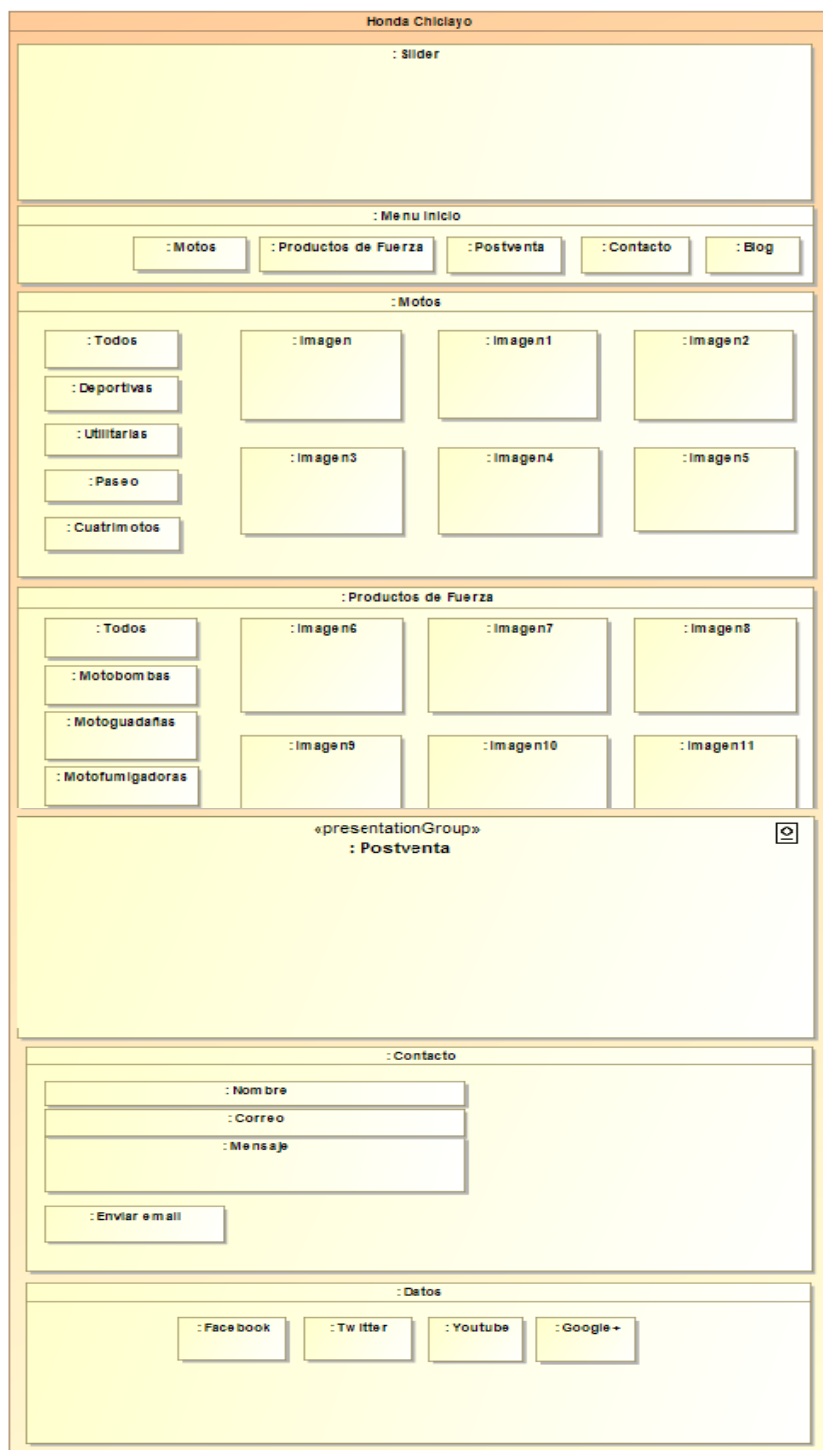 Honda Chiclayo
: Slider
: Menu Inicio
: Motos : Productos de Fuerza : Postventa : Contacto : Blog
: Motos
: Todos : Imagen : Imagen1 : Imagen2
: Deportivas
: Utilitarias
: Imagen3 : Imagen4 : Imagen5
: Paseo
: Cuatrimotos
: Productos de Fuerza
: Todos : Imagen6 : Imagen7 : Imagen8
: Motobombas
: Motoguadañas
: Imagen9 : Imagen10 : Imagen11
: Motofumigadoras
«presentationGroup»
: Postventa
: Contacto
: Nombre
: Correo
: Mensaje
: Enviar email
: Datos
: Facebook : Twitter : Youtube : Google+